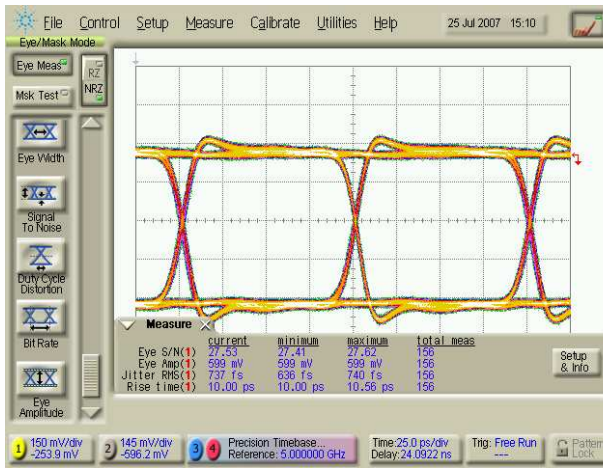 File Control Setup Measure Calibrate Utilities Help 25 Jul 2007 15:10
Eye/Mask Mode
Eye Meas
RZ
NRZ
Msk Test
Eye Width
Signal
To Noise
Duty Cycle
Distortion
Bit Rate
Eye
Amplitude
Measure
current minimum maximum total meas
Eye S/N(1) 27.53 27.41 27.62 156
Eye Amp(1) 599 mV 599 mV 599 mV 156
Jitter RMS(1) 737 fs 636 fs 740 fs 156
Rise time(1) 10.00 ps 10.00 ps 10.56 ps 156
Setup
& Info
1 150 mV/div
-253.9 mV
2 145 mV/div
-596.2 mV
3 4 Precision Timebase...
Reference: 5.000000 GHz
Time:25.0 ps/div
Delay:24.0922 ns
Trig: Free Run
---
Pattern
Lock